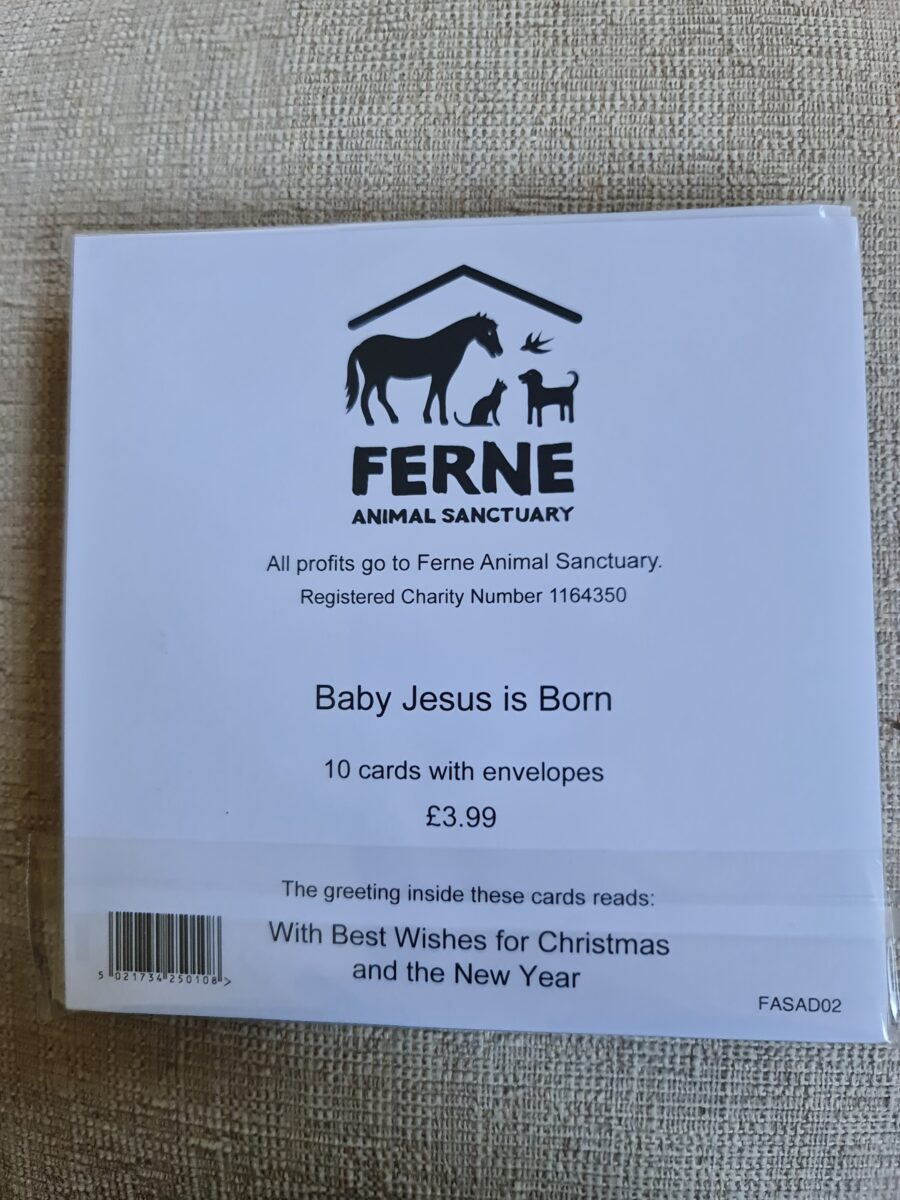 FERNE
ANIMAL SANCTUARY
All profits go to Ferne Animal Sanctuary.
Registered Charity Number 1164350
Baby Jesus is Born
10 cards with envelopes
£3.99
The greeting inside these cards reads:
With Best Wishes for Christmas
and the New Year
5 021734 250108 >
FASAD02